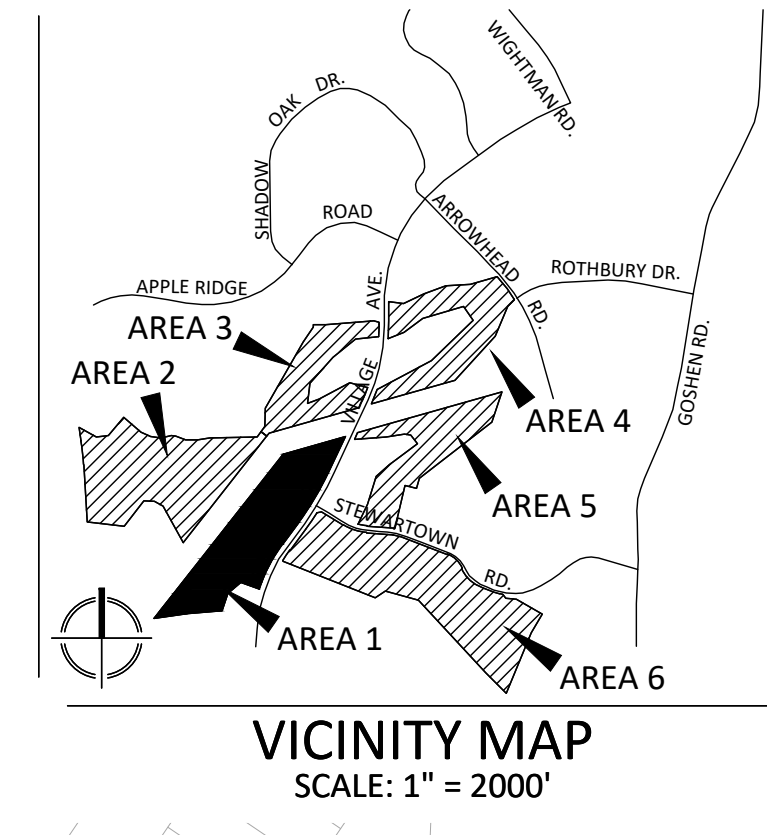 WIGHTMAN RD.
SHADOW OAK DR.
ARROWHEAD RD.
APPLE RIDGE ROAD
ROTHBURY DR.
VILLAGE AVE.
GOSHEN RD.
AREA 3
AREA 2
AREA 4
AREA 5
STEWARTOWN RD.
AREA 1
AREA 6
VICINITY MAP
SCALE: 1" = 2000'